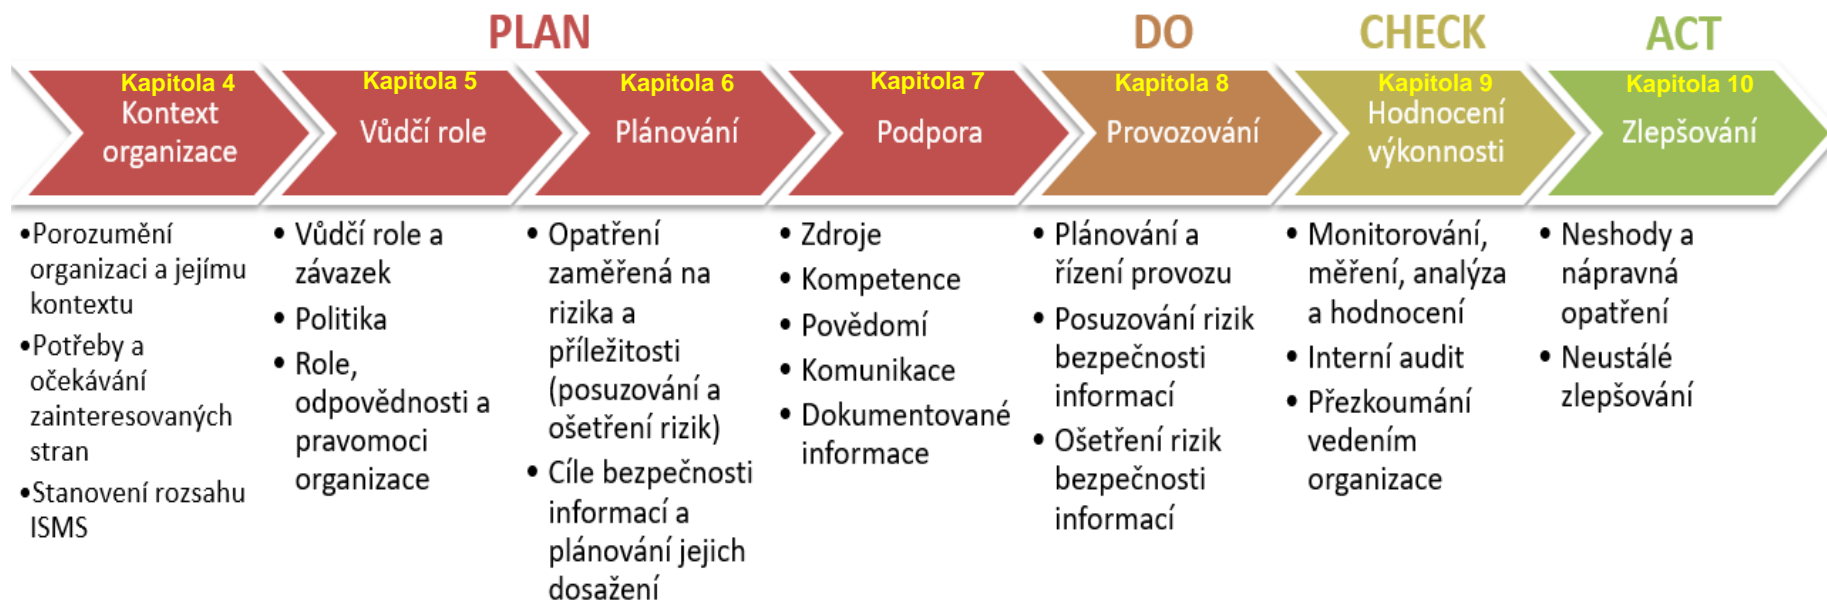 PLAN
DO
CHECK
ACT
Kapitola 4
Kontext
organizace
Kapitola 5
Vůdčí role
Kapitola 6
Plánování
Kapitola 7
Podpora
Kapitola 8
Provozování
Kapitola 9
Hodnocení
výkonnosti
Kapitola 10
Zlepšování
•Porozumění
organizaci a jejímu
kontextu
•Potřeby a
očekávání
zainteresovaných
stran
•Stanovení rozsahu
ISMS
• Vůdčí role a
závazek
• Politika
• Role,
odpovědnosti a
pravomoci
organizace
• Opatření
zaměřená na
rizika a
příležitosti
(posuzování a
ošetření rizik)
• Cíle bezpečnosti
informací a
plánování jejich
dosažení
• Zdroje
• Kompetence
• Povědomí
• Komunikace
• Dokumentované
informace
• Plánování a
řízení provozu
• Posuzování rizik
bezpečnosti
informací
• Ošetření rizik
bezpečnosti
informací
• Monitorování,
měření, analýza
a hodnocení
• Interní audit
• Přezkoumání
vedením
organizace
• Neshody a
nápravná
opatření
• Neustálé
zlepšování